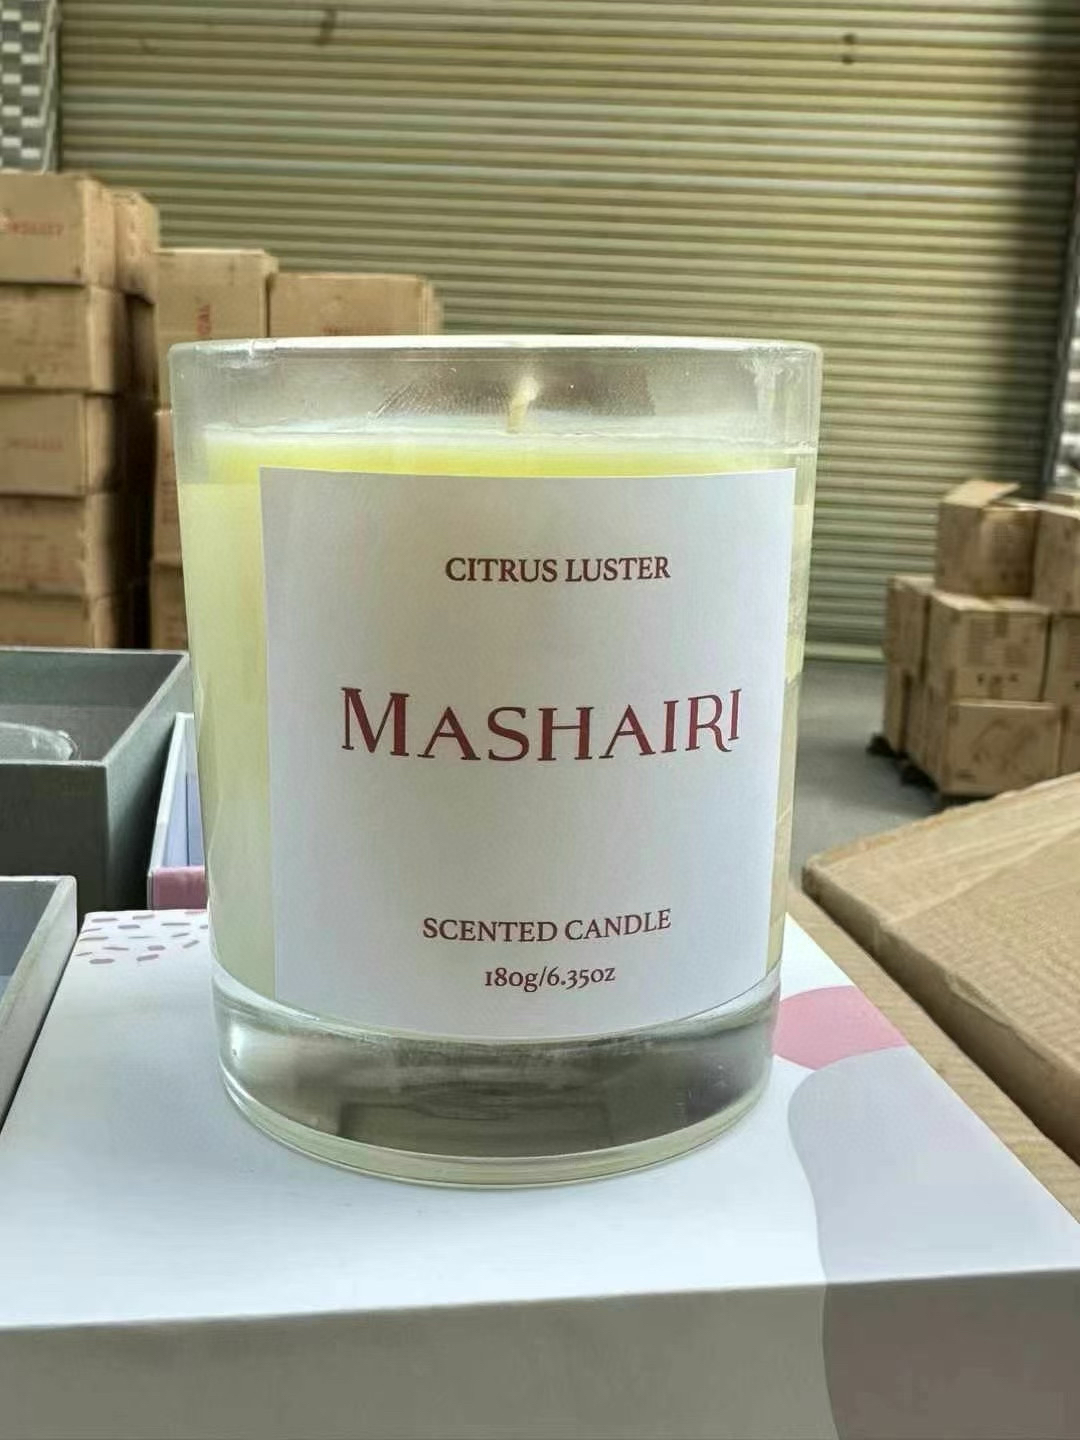 CITRUS LUSTER
MASHAIRI
SCENTED CANDLE
180g/6.35oz